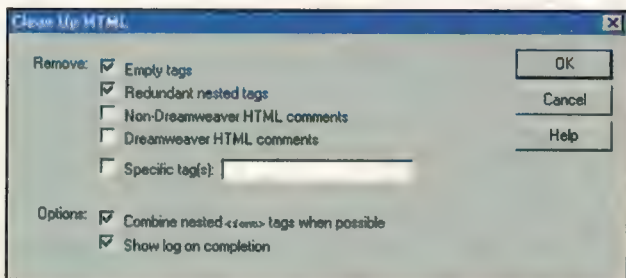 Clean Up HTML
Remove: Empty tags
Redundant nested tags
Non-Dreamweaver HTML comments
Dreamweaver HTML comments
Specific tag(s):
Options: Combine nested <font> tags when possible
Show log on completion
OK
Cancel
Help